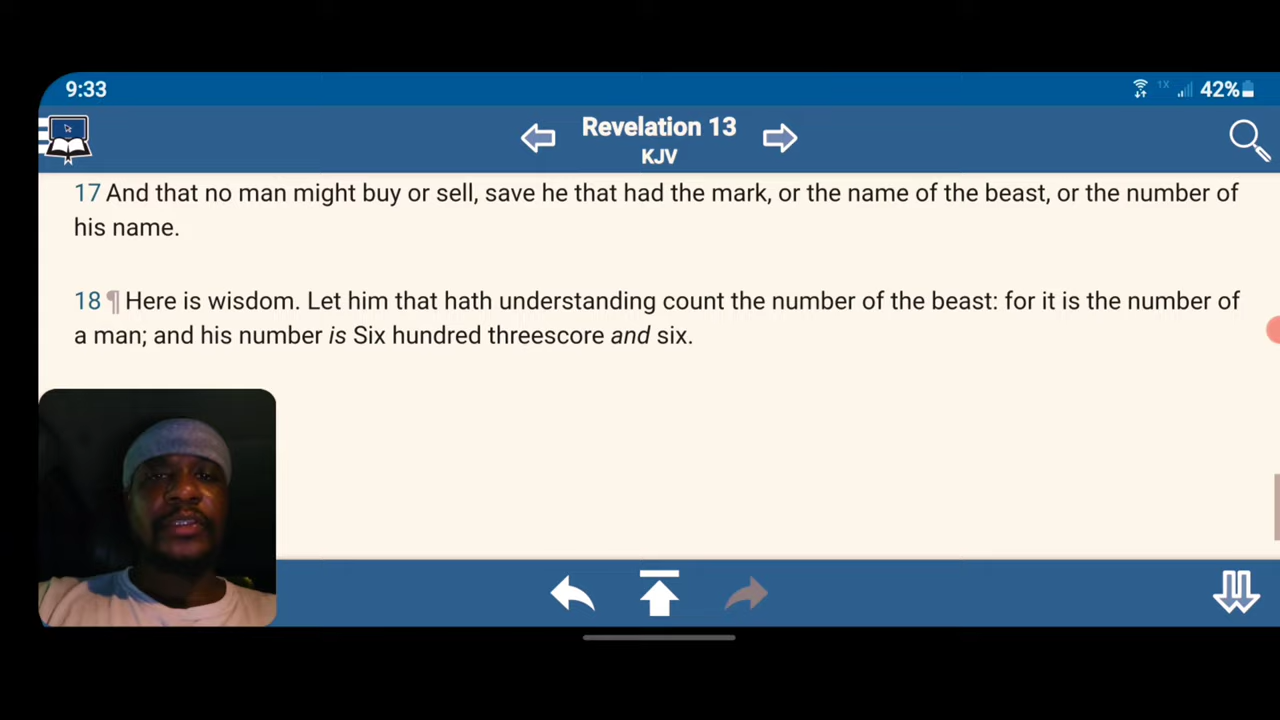 9:33
1X
42%
Revelation 13
KJV
17 And that no man might buy or sell, save he that had the mark, or the name of the beast, or the number of
his name.
18 ¶ Here is wisdom. Let him that hath understanding count the number of the beast: for it is the number of
a man; and his number is Six hundred threescore and six.